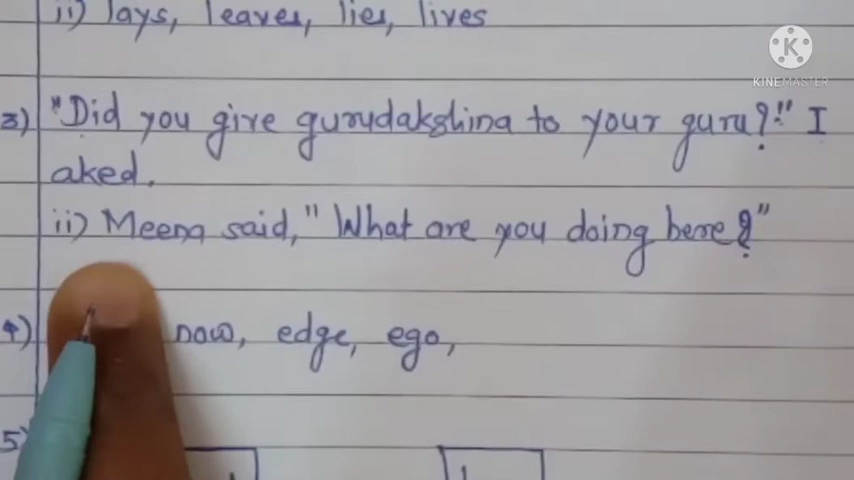 ii) lays, leaves, lies, lives
K
KINEMASTER
3) "Did you give gurudakshina to your guru?" I
aked.
ii) Meena said, "What are you doing here?"
4) now, edge, ego,
5)